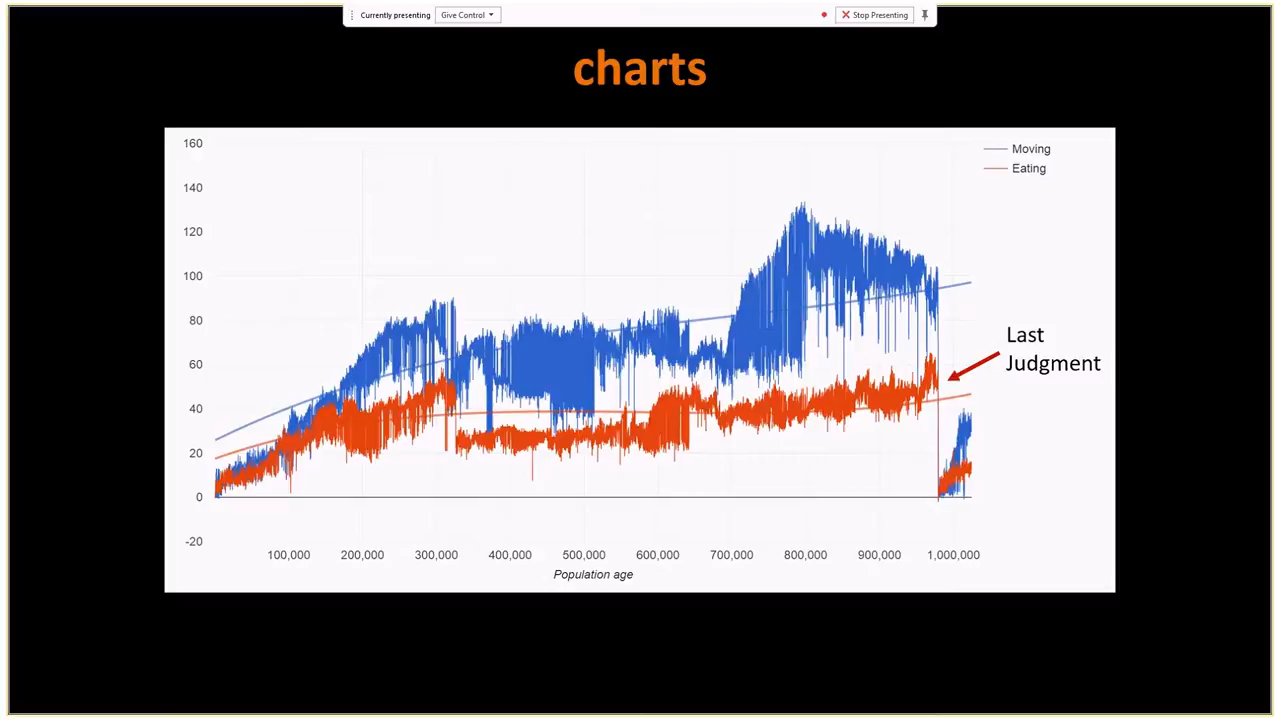 Currently presenting
Give Control
Stop Presenting
charts
160
140
120
100
80
60
40
20
0
-20
Moving
Eating
Last
Judgment
100,000
200,000
300,000
400,000
500,000
600,000
700,000
800,000
900,000
1,000,000
Population age